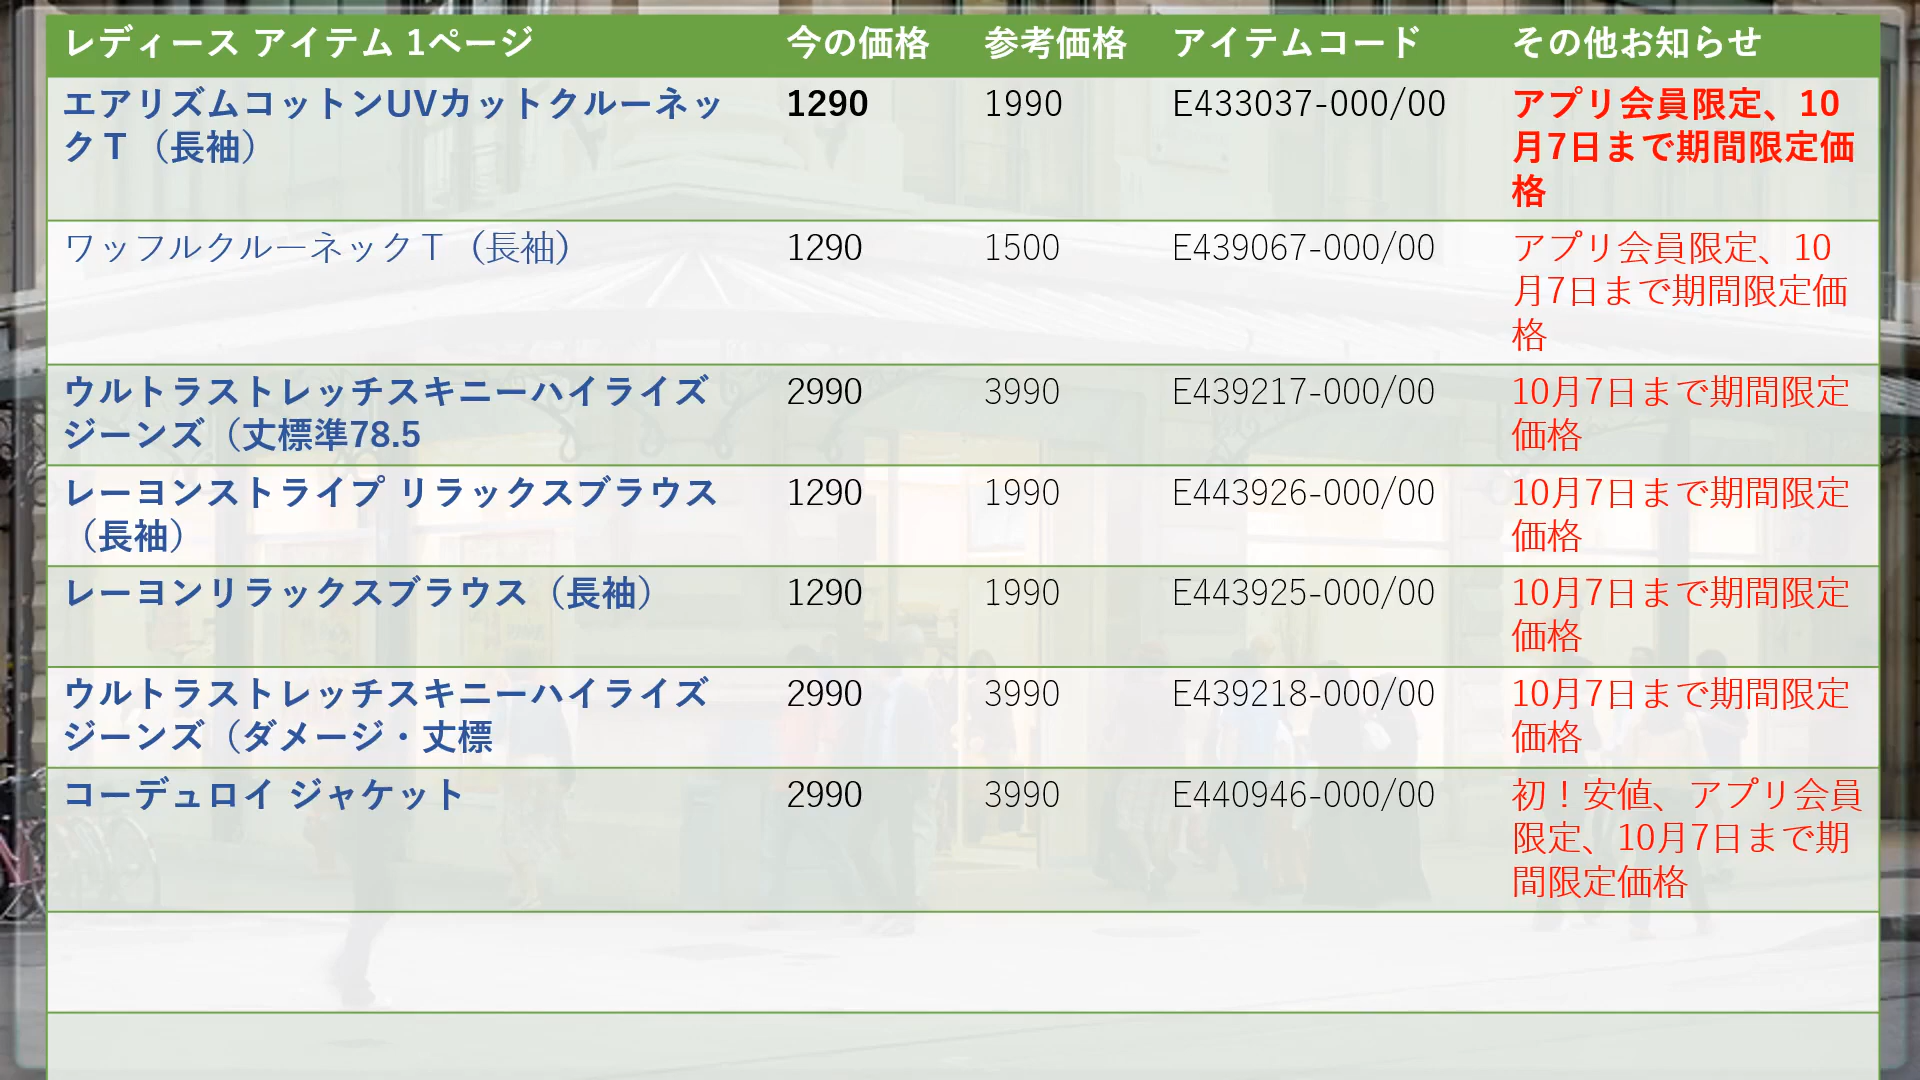 レディース アイテム 1ページ 今の価格 参考価格 アイテムコード その他お知らせ
エアリズムコットンUVカットクルーネッ 1290 1990 E433037-000/00 アプリ会員限定、10
クＴ（長袖） 月7日まで期間限定価
格
ワッフルクルーネックＴ（長袖） 1290 1500 E439067-000/00 アプリ会員限定、10
月7日まで期間限定価
格
ウルトラストレッチスキニーハイライズ 2990 3990 E439217-000/00 10月7日まで期間限定
ジーンズ（丈標準78.5 価格
レーヨンストライプ リラックスブラウス 1290 1990 E443926-000/00 10月7日まで期間限定
（長袖） 価格
レーヨンリラックスブラウス（長袖） 1290 1990 E443925-000/00 10月7日まで期間限定
価格
ウルトラストレッチスキニーハイライズ 2990 3990 E439218-000/00 10月7日まで期間限定
ジーンズ（ダメージ・丈標 価格
コーデュロイ ジャケット 2990 3990 E440946-000/00 初！安値、アプリ会員
限定、10月7日まで期
間限定価格